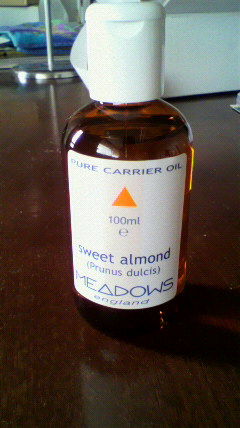 PURE CARRIER OIL
100ml
℮
sweet almond
(Prunus dulcis)
MEADOWS
england